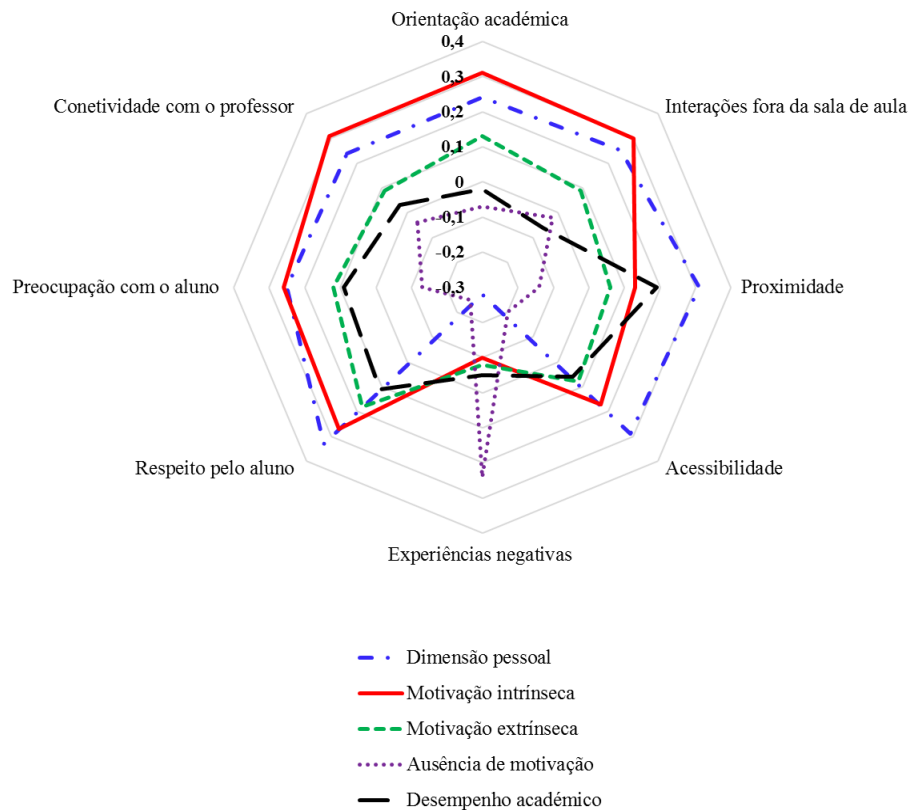 Orientação académica
0,4
0,3
0,2
0,1
0
-0,1
-0,2
-0,3
Conetividade com o professor
Interações fora da sala de aula
Preocupação com o aluno
Proximidade
Respeito pelo aluno
Acessibilidade
Experiências negativas
Dimensão pessoal
Motivação intrínseca
Motivação extrínseca
Ausência de motivação
Desempenho académico